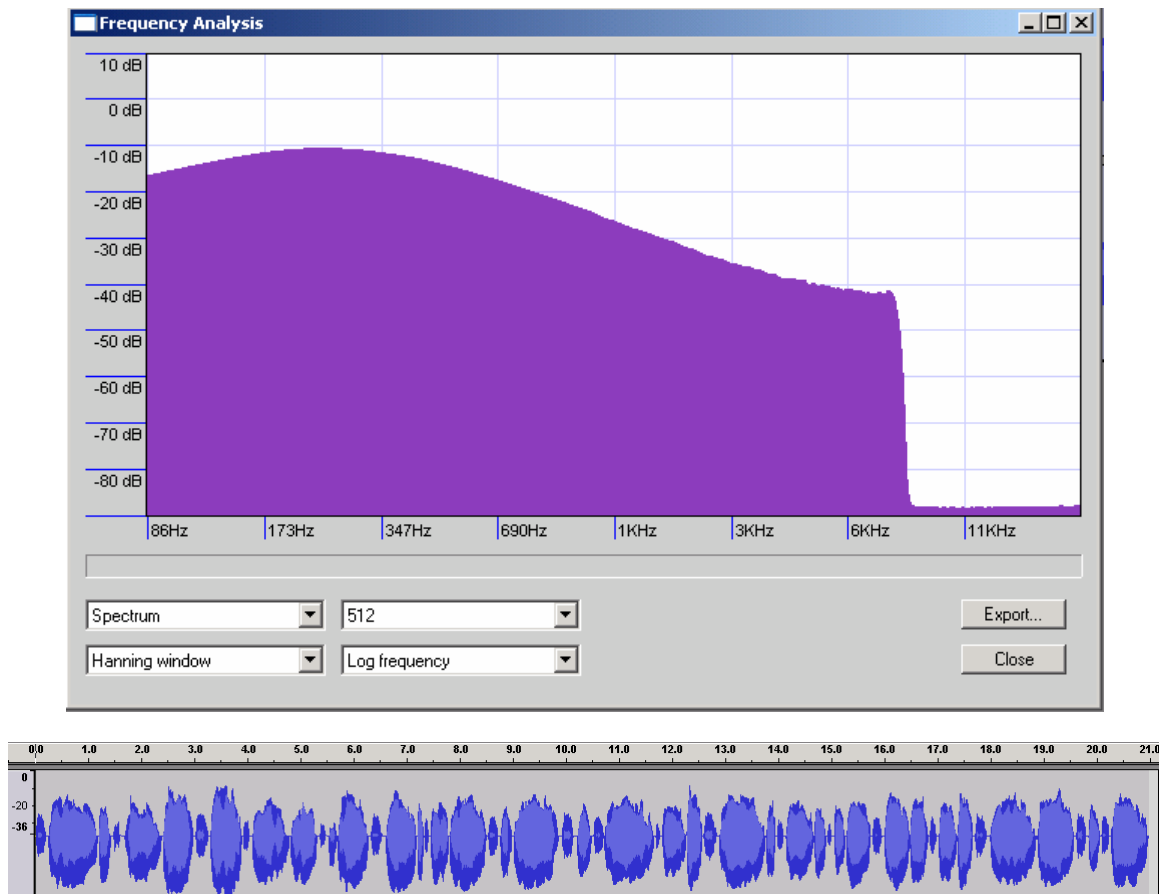 Frequency Analysis
10 dB
0 dB
-10 dB
-20 dB
-30 dB
-40 dB
-50 dB
-60 dB
-70 dB
-80 dB
86Hz 173Hz 347Hz 690Hz 1KHz 3KHz 6KHz 11KHz
Spectrum 512 Export...
Hanning window Log frequency Close
0.0 1.0 2.0 3.0 4.0 5.0 6.0 7.0 8.0 9.0 10.0 11.0 12.0 13.0 14.0 15.0 16.0 17.0 18.0 19.0 20.0 21.0
0
-20
-36